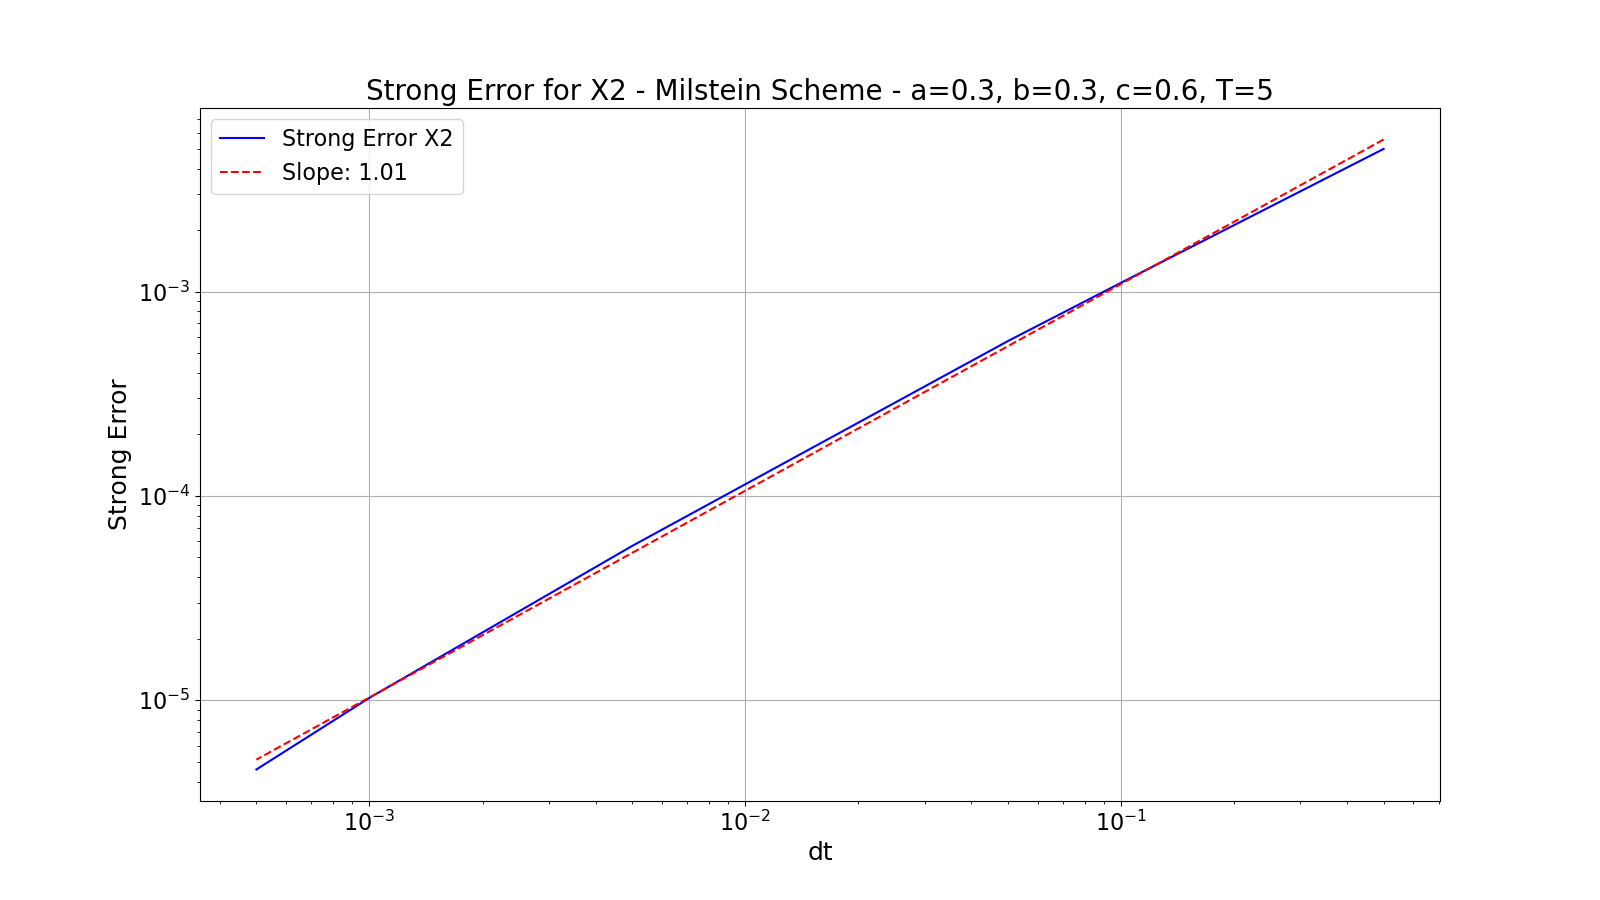 Strong Error for X2 - Milstein Scheme - a=0.3, b=0.3, c=0.6, T=5
Strong Error X2
Slope: 1.01
Strong Error
10⁻³
10⁻⁴
10⁻⁵
10⁻³ 10⁻² 10⁻¹
dt